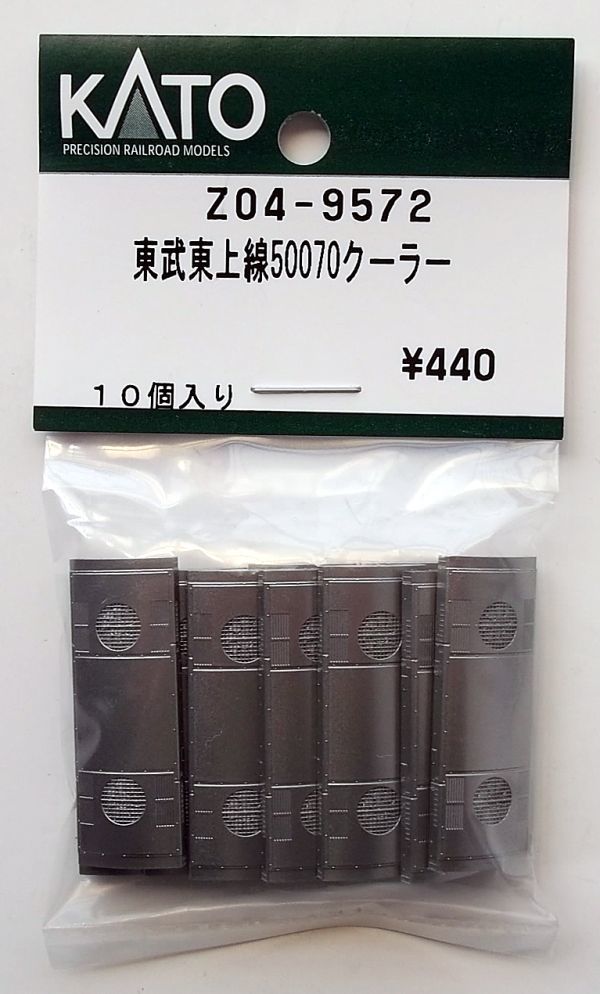 KATO
PRECISION RAILROAD MODELS
Z04-9572
東武東上線50070クーラー
¥440
10個入り